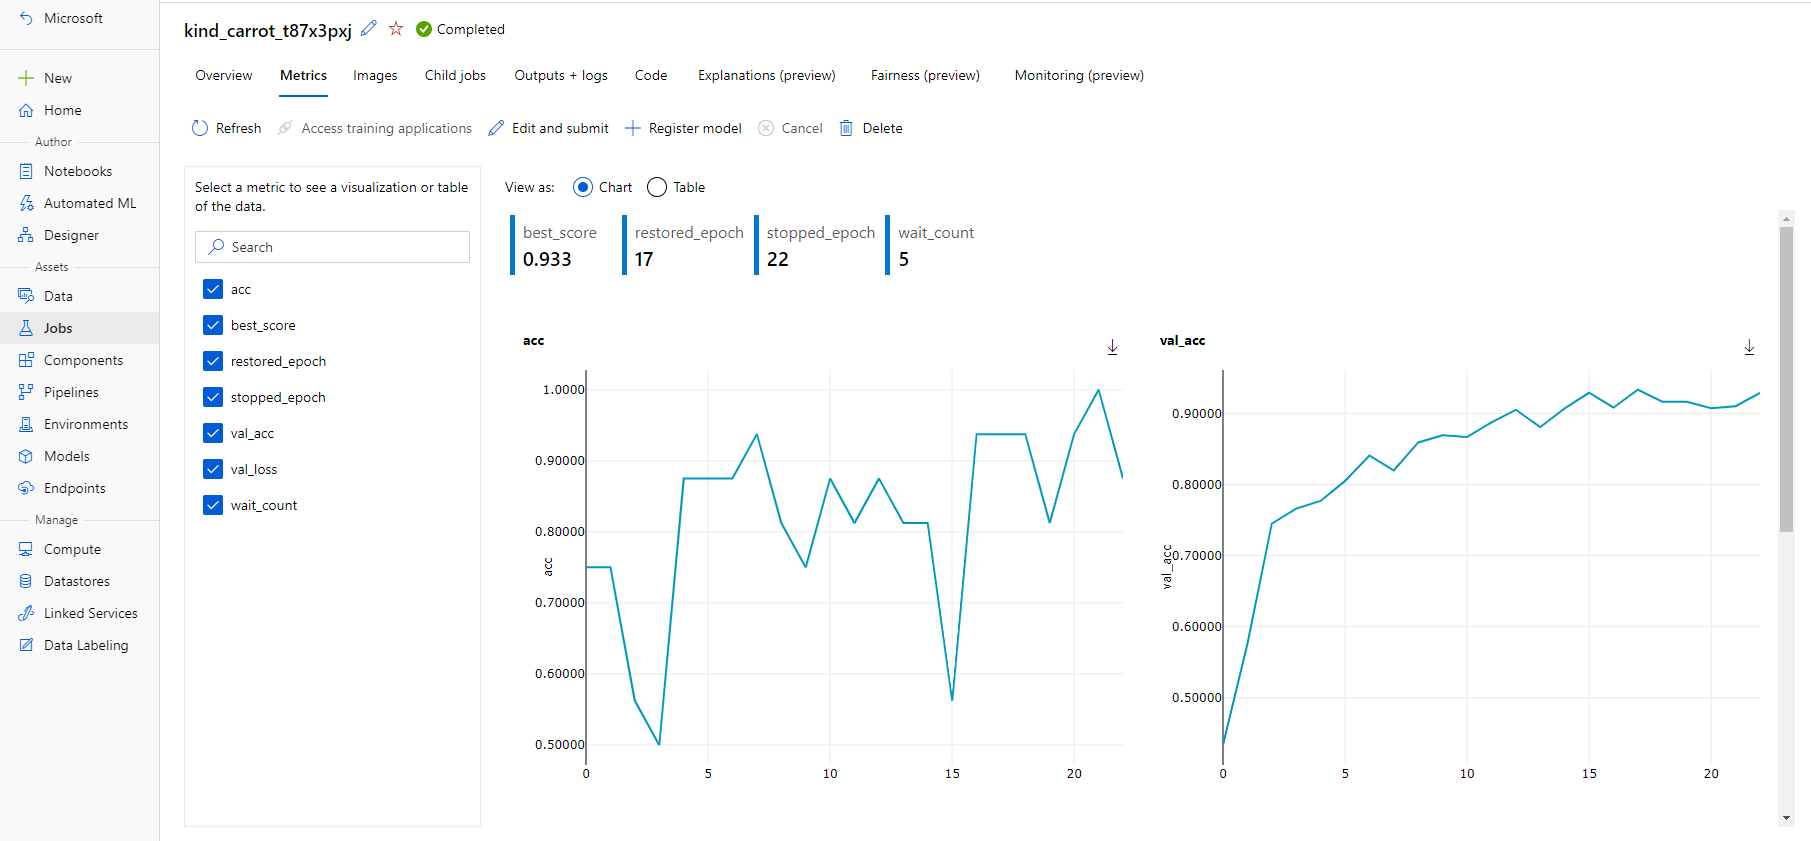 Microsoft
New
Home
Author
Notebooks
Automated ML
Designer
Assets
Data
Jobs
Components
Pipelines
Environments
Models
Endpoints
Manage
Compute
Datastores
Linked Services
Data Labeling
kind_carrot_t87x3pxj Completed
Overview Metrics Images Child jobs Outputs + logs Code Explanations (preview) Fairness (preview) Monitoring (preview)
Refresh Access training applications Edit and submit Register model Cancel Delete
Select a metric to see a visualization or table
of the data.
Search
acc
best_score
restored_epoch
stopped_epoch
val_acc
val_loss
wait_count
View as: Chart Table
best_score restored_epoch stopped_epoch wait_count
0.933 17 22 5
acc
1.0000
0.90000
0.80000
0.70000
0.60000
0.50000
acc
0 5 10 15 20
val_acc
0.90000
0.80000
0.70000
0.60000
0.50000
val_acc
0 5 10 15 20